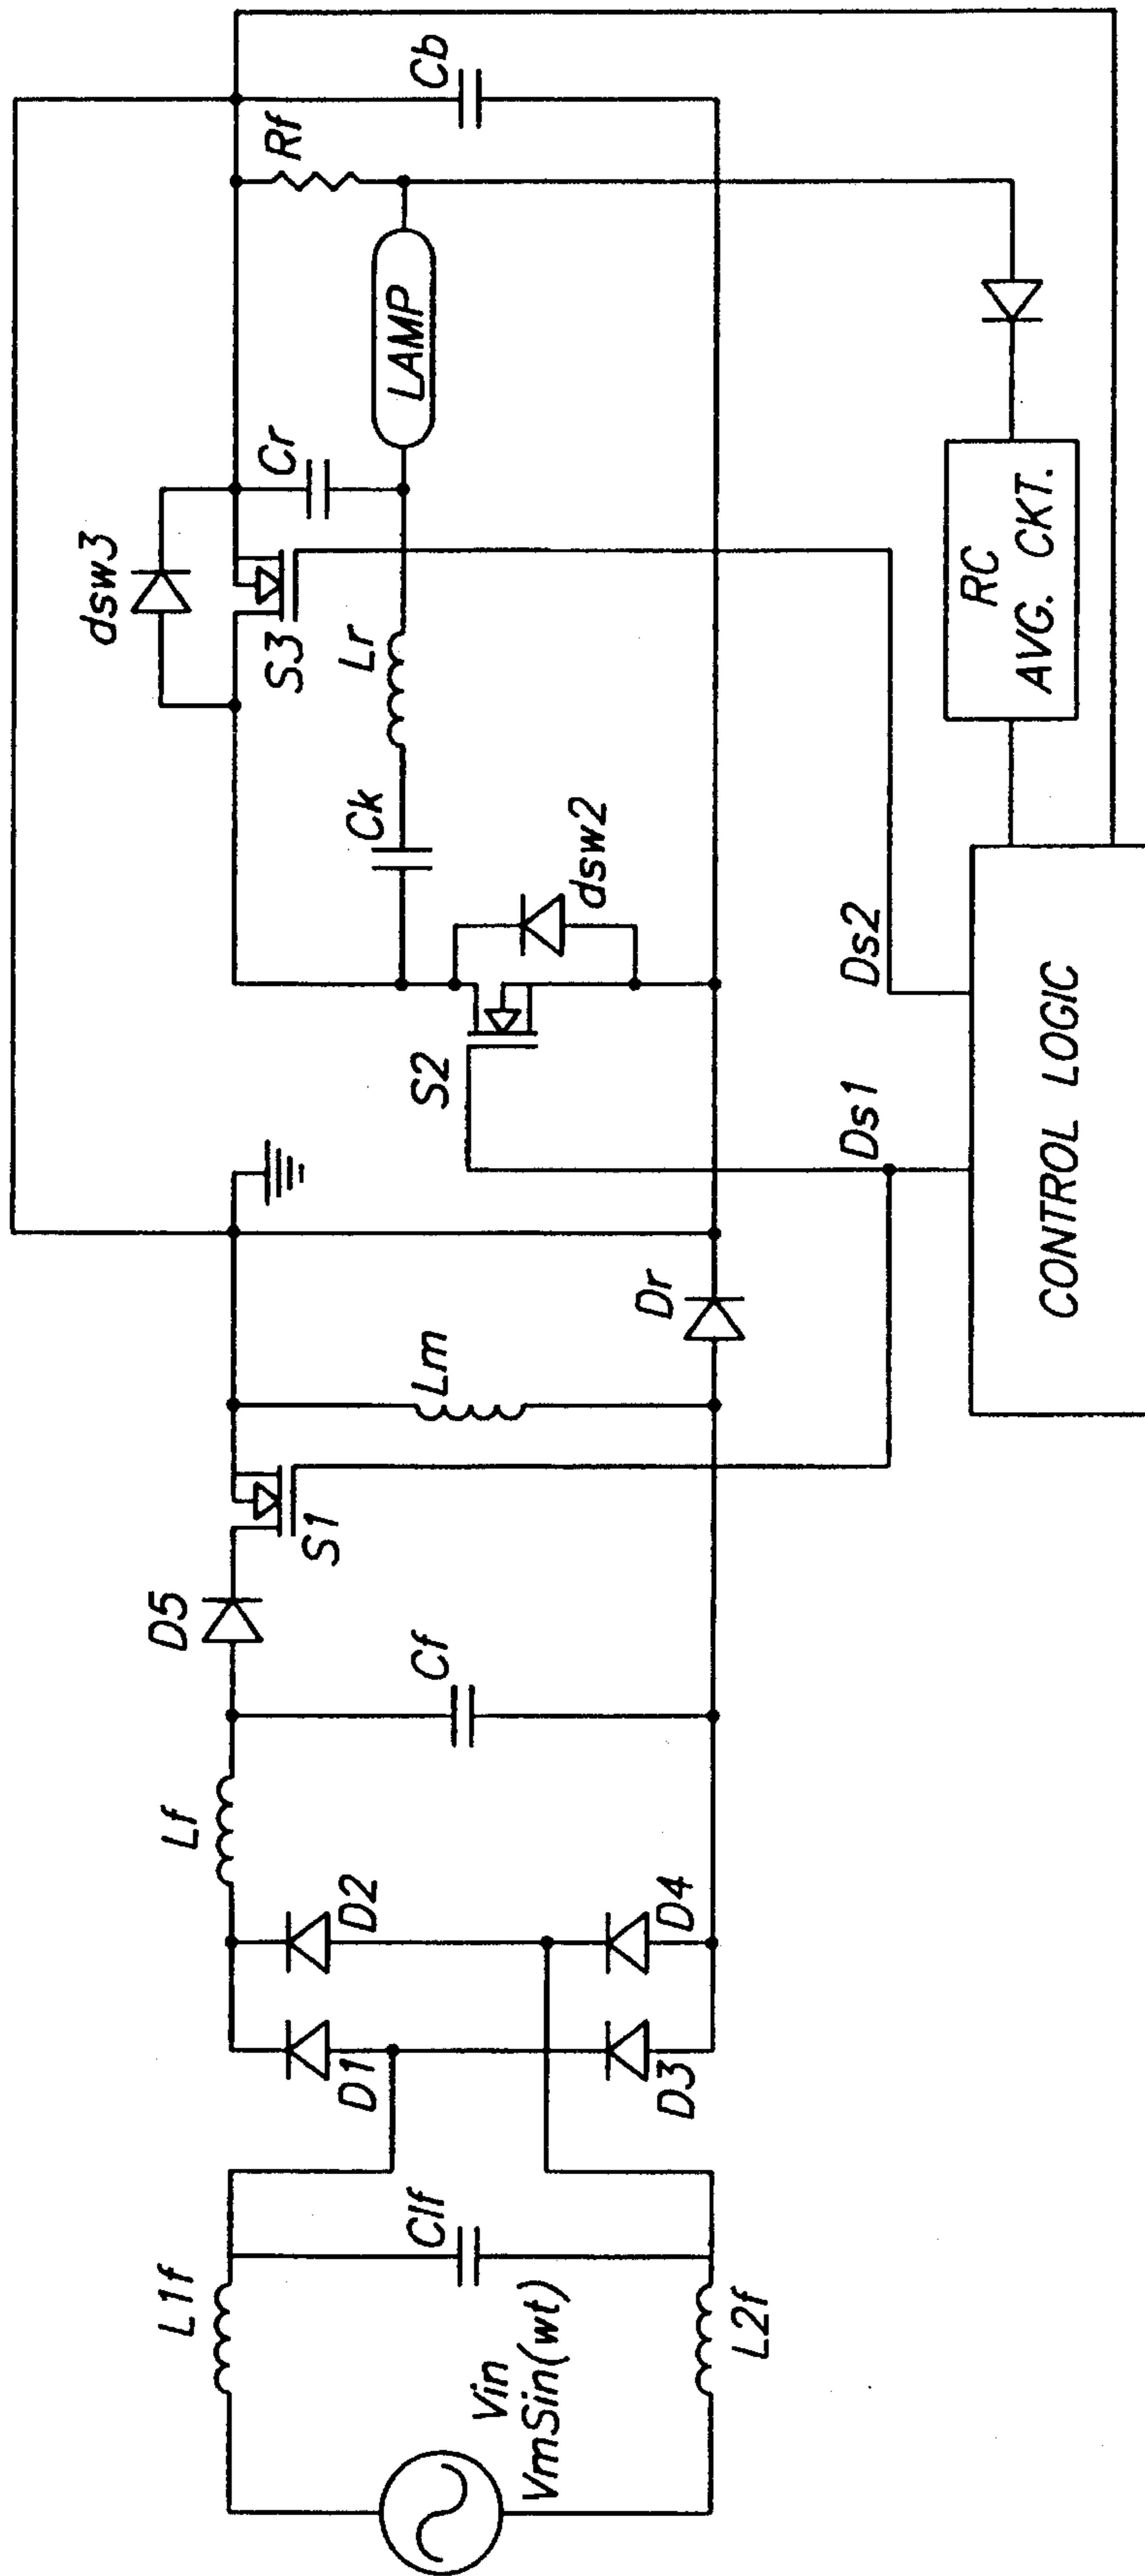 L1f
Vin
VmSin(wt)
Clf
L2f
D1
D2
D3
D4
Lf
Cf
D5
S1
Lm
Dr
S2
dsw2
Ck
Lr
S3
dsw3
Cr
LAMP
Rf
Cb
Ds1
Ds2
CONTROL LOGIC
RC
AVG. CKT.